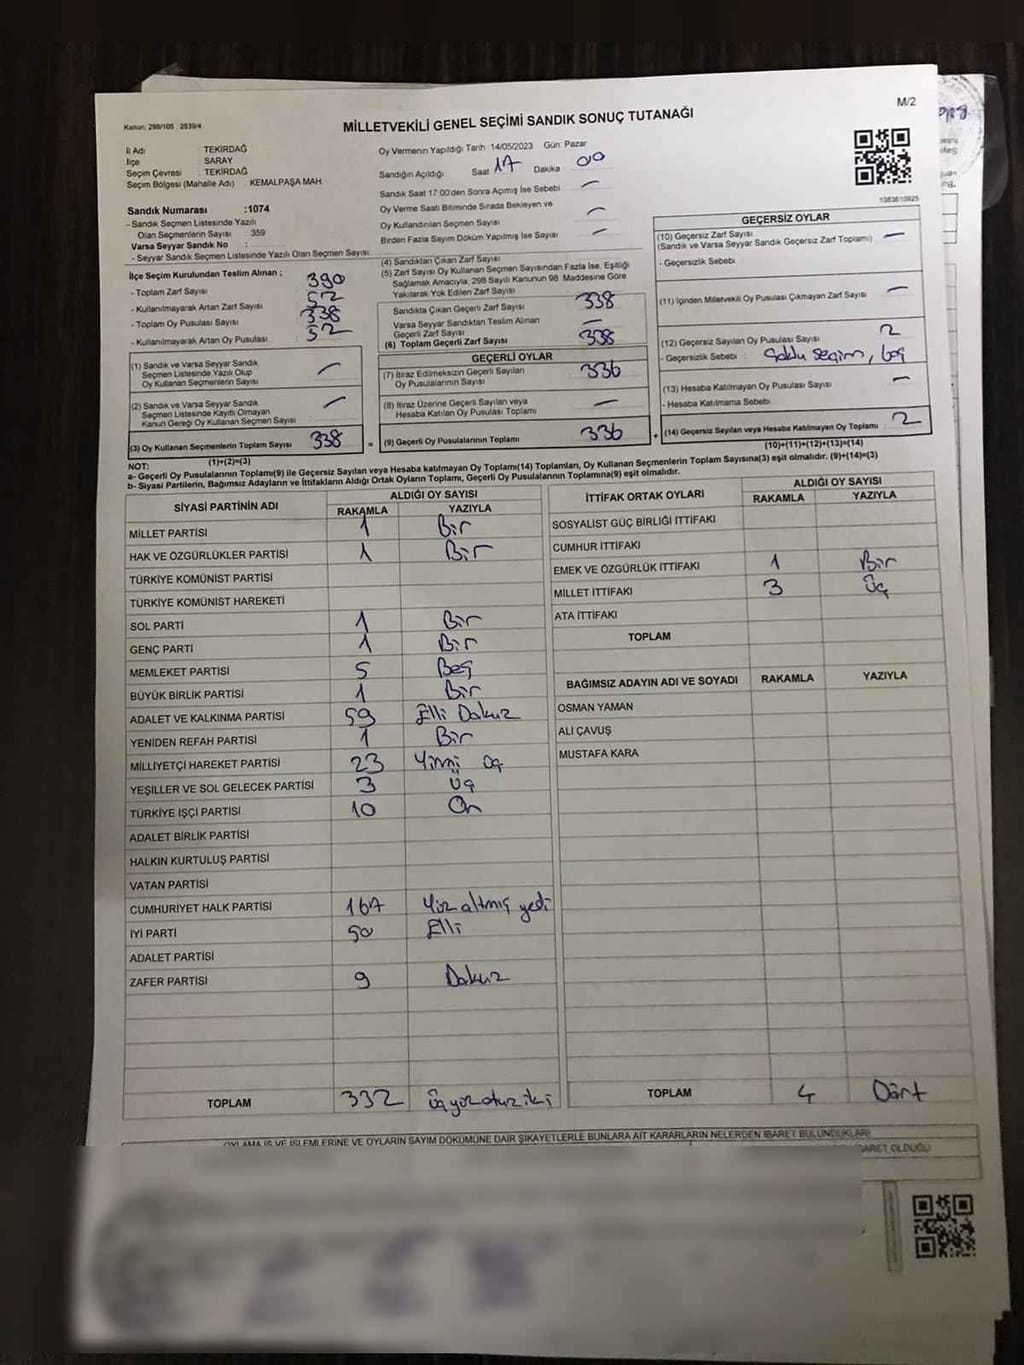 M/2
Kanun: 298/105 , 2839/4
MİLLETVEKİLİ GENEL SEÇİMİ SANDIK SONUÇ TUTANAĞI
İl Adı : TEKİRDAĞ
İlçe : SARAY
Seçim Çevresi : TEKİRDAĞ
Seçim Bölgesi (Mahalle Adı) : KEMALPAŞA MAH.
Sandık Numarası :1074
- Sandık Seçmen Listesinde Yazılı
Olan Seçmenlerin Sayısı : 359
Varsa Seyyar Sandık No :
- Seyyar Sandık Seçmen Listesinde Yazılı Olan Seçmen Sayısı
Oy Vermenin Yapıldığı Tarih 14/05/2023 Gün: Pazar
Sandığın Açıldığı Saat 17 Dakika 00
Sandık Saat 17:00'den Sonra Açımış İse Sebebi —
Oy Verme Saati Bitiminde Sırada Bekleyen ve
Oy Kullandırılan Seçmen Sayısı —
Birden Fazla Sayım Döküm Yapılmış İse Sayısı —
1083610925
İlçe Seçim Kurulundan Teslim Alınan ;
- Toplam Zarf Sayısı 390
- Kullanılmayarak Artan Zarf Sayısı 52
- Toplam Oy Pusulası Sayısı 338
- Kullanılmayarak Artan Oy Pusulası 52
(1) Sandık ve Varsa Seyyar Sandık
Seçmen Listesinde Yazılı Olup
Oy Kullanan Seçmenlerin Sayısı —
(2) Sandık ve Varsa Seyyar Sandık
Seçmen Listesinde Kayıtlı Olmayan
Kanun Gereği Oy Kullanan Seçmen Sayısı —
(3) Oy Kullanan Seçmenlerin Toplam Sayısı 338
(1)+(2)=(3)
(4) Sandıktan Çıkan Zarf Sayısı
(5) Zarf Sayısı Oy Kullanan Seçmen Sayısından Fazla İse, Eşitliği
Sağlamak Amacıyla, 298 Sayılı Kanunun 98. Maddesine Göre
Yakılarak Yok Edilen Zarf Sayısı
Sandıkta Çıkan Geçerli Zarf Sayısı 338
Varsa Seyyar Sandıktan Teslim Alınan
Geçerli Zarf Sayısı —
(6) Toplam Geçerli Zarf Sayısı 338
GEÇERLİ OYLAR
(7) İtiraz Edilmeksizin Geçerli Sayılan
Oy Pusulalarının Sayısı 336
(8) İtiraz Üzerine Geçerli Sayılan veya
Hesaba Katılan Oy Pusulası Toplamı —
= (9) Geçerli Oy Pusulalarının Toplamı 336
GEÇERSİZ OYLAR
(10) Geçersiz Zarf Sayısı —
(Sandık ve Varsa Seyyar Sandık Geçersiz Zarf Toplamı)
- Geçersizlik Sebebi
(11) İçinden Milletvekili Oy Pusulası Çıkmayan Zarf Sayısı —
(12) Geçersiz Sayılan Oy Pusulası Sayısı 2
- Geçersizlik Sebebi : Çoklu seçim, boş
(13) Hesaba Katılmayan Oy Pusulası Sayısı —
- Hesaba Katılmama Sebebi
+ (14) Geçersiz Sayılan veya Hesaba Katılmayan Oy Toplamı 2
(10)+(11)+(12)+(13)=(14)
NOT:
a- Geçerli Oy Pusulalarının Toplamı(9) ile Geçersiz Sayılan veya Hesaba katılmayan Oy Toplamı(14) Toplamları, Oy Kullanan Seçmenlerin Toplam Sayısına(3) eşit olmalıdır. (9)+(14)=(3)
b- Siyasi Partilerin, Bağımsız Adayların ve İttifakların Aldığı Ortak Oyların Toplamı, Geçerli Oy Pusulalarının Toplamına(9) eşit olmalıdır.
SİYASİ PARTİNİN ADI ALDIĞI OY SAYISI
RAKAMLA YAZIYLA
MİLLET PARTİSİ 1 Bir
HAK VE ÖZGÜRLÜKLER PARTİSİ 1 Bir
TÜRKİYE KOMÜNİST PARTİSİ
TÜRKİYE KOMÜNİST HAREKETİ
SOL PARTİ 1 Bir
GENÇ PARTİ 1 Bir
MEMLEKET PARTİSİ 5 Beş
BÜYÜK BİRLİK PARTİSİ 1 Bir
ADALET VE KALKINMA PARTİSİ 59 Elli Dokuz
YENİDEN REFAH PARTİSİ 1 Bir
MİLLİYETÇİ HAREKET PARTİSİ 23 Yirmi üç
YEŞİLLER VE SOL GELECEK PARTİSİ 3 Üç
TÜRKİYE İŞÇİ PARTİSİ 10 On
ADALET BİRLİK PARTİSİ
HALKIN KURTULUŞ PARTİSİ
VATAN PARTİSİ
CUMHURİYET HALK PARTİSİ 167 Yüz altmış yedi
İYİ PARTİ 50 Elli
ADALET PARTİSİ
ZAFER PARTİSİ 9 Dokuz
TOPLAM 332 Üçyüz otuz iki
İTTİFAK ORTAK OYLARI ALDIĞI OY SAYISI
RAKAMLA YAZIYLA
SOSYALİST GÜÇ BİRLİĞİ İTTİFAKI
CUMHUR İTTİFAKI
EMEK VE ÖZGÜRLÜK İTTİFAKI 1 Bir
MİLLET İTTİFAKI 3 Üç
ATA İTTİFAKI
TOPLAM
BAĞIMSIZ ADAYIN ADI VE SOYADI RAKAMLA YAZIYLA
OSMAN YAMAN
ALİ ÇAVUŞ
MUSTAFA KARA
TOPLAM 4 Dört
OYLAMA İŞ VE İŞLEMLERİNE VE OYLARIN SAYIM DÖKÜMÜNE DAİR ŞİKAYETLERLE BUNLARA AİT KARARLARIN NELERDEN İBARET BULUNDUKLARI
İBARET OLDUĞU